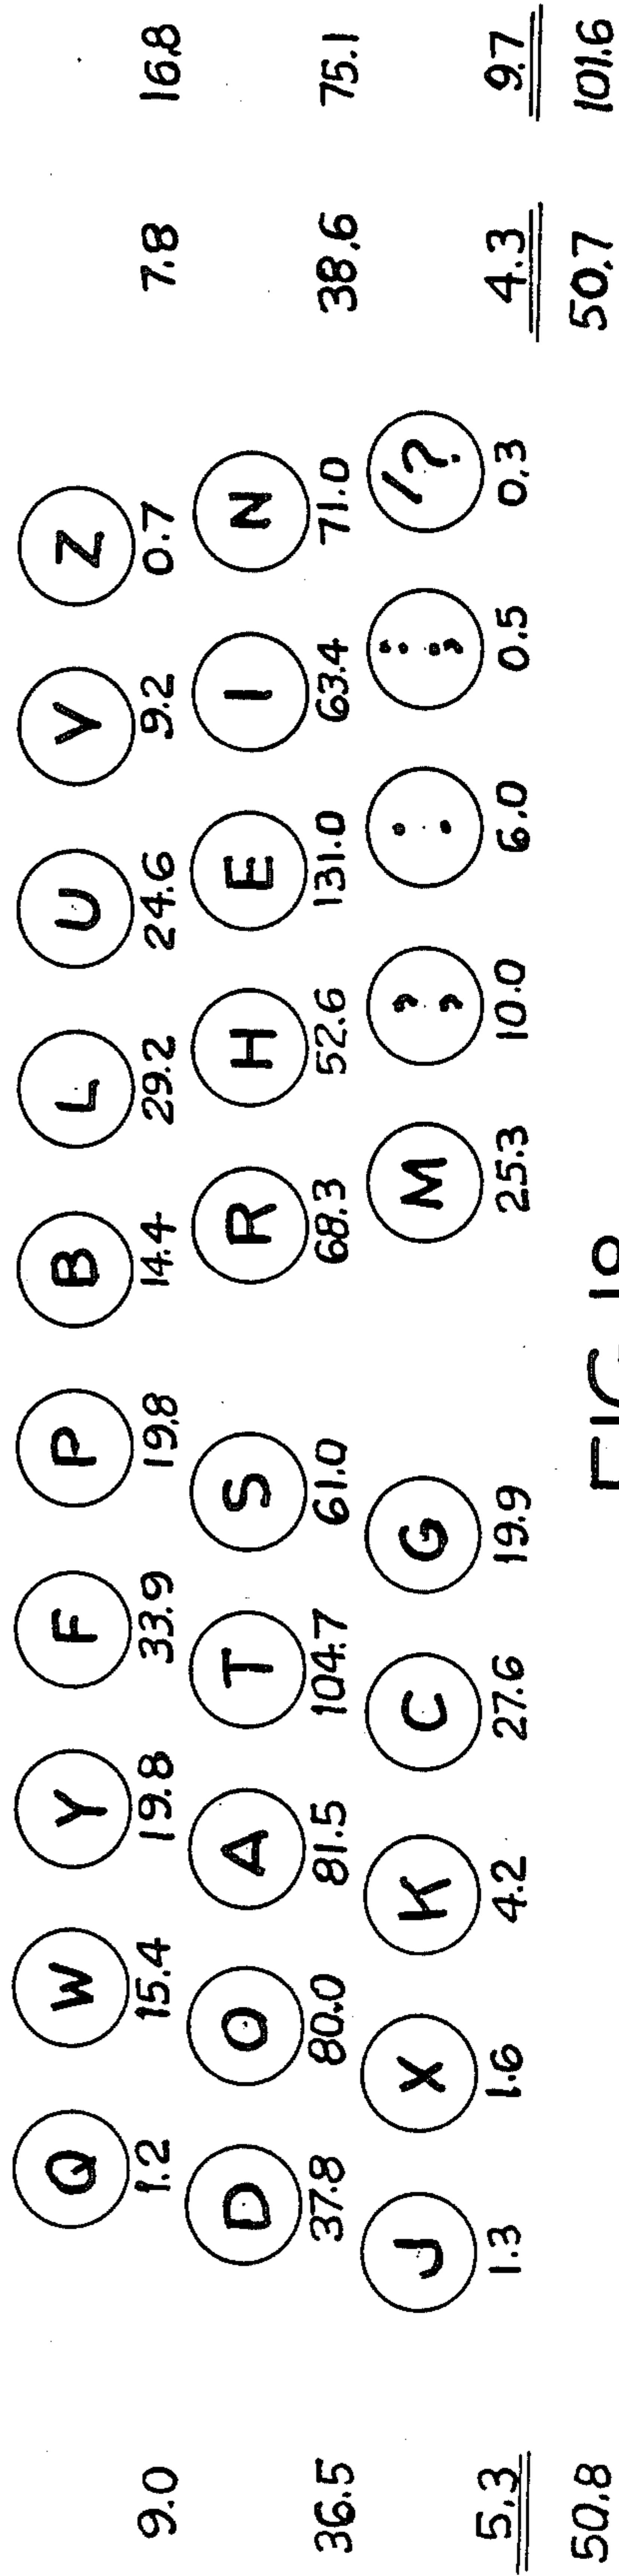 Q W Y F P B L U V Z
9.0 1.2 15.4 19.8 33.9 19.8 14.4 29.2 24.6 9.2 0.7 7.8 16.8
D O A T S R H E I N
36.5 37.8 80.0 81.5 104.7 61.0 68.3 52.6 131.0 63.4 71.0 38.6 75.1
J X K C G M , , . . : ; / ?
5.3 1.3 1.6 4.2 27.6 19.9 25.3 10.0 6.0 0.5 0.3 4.3 9.7
50.8 50.7 101.6